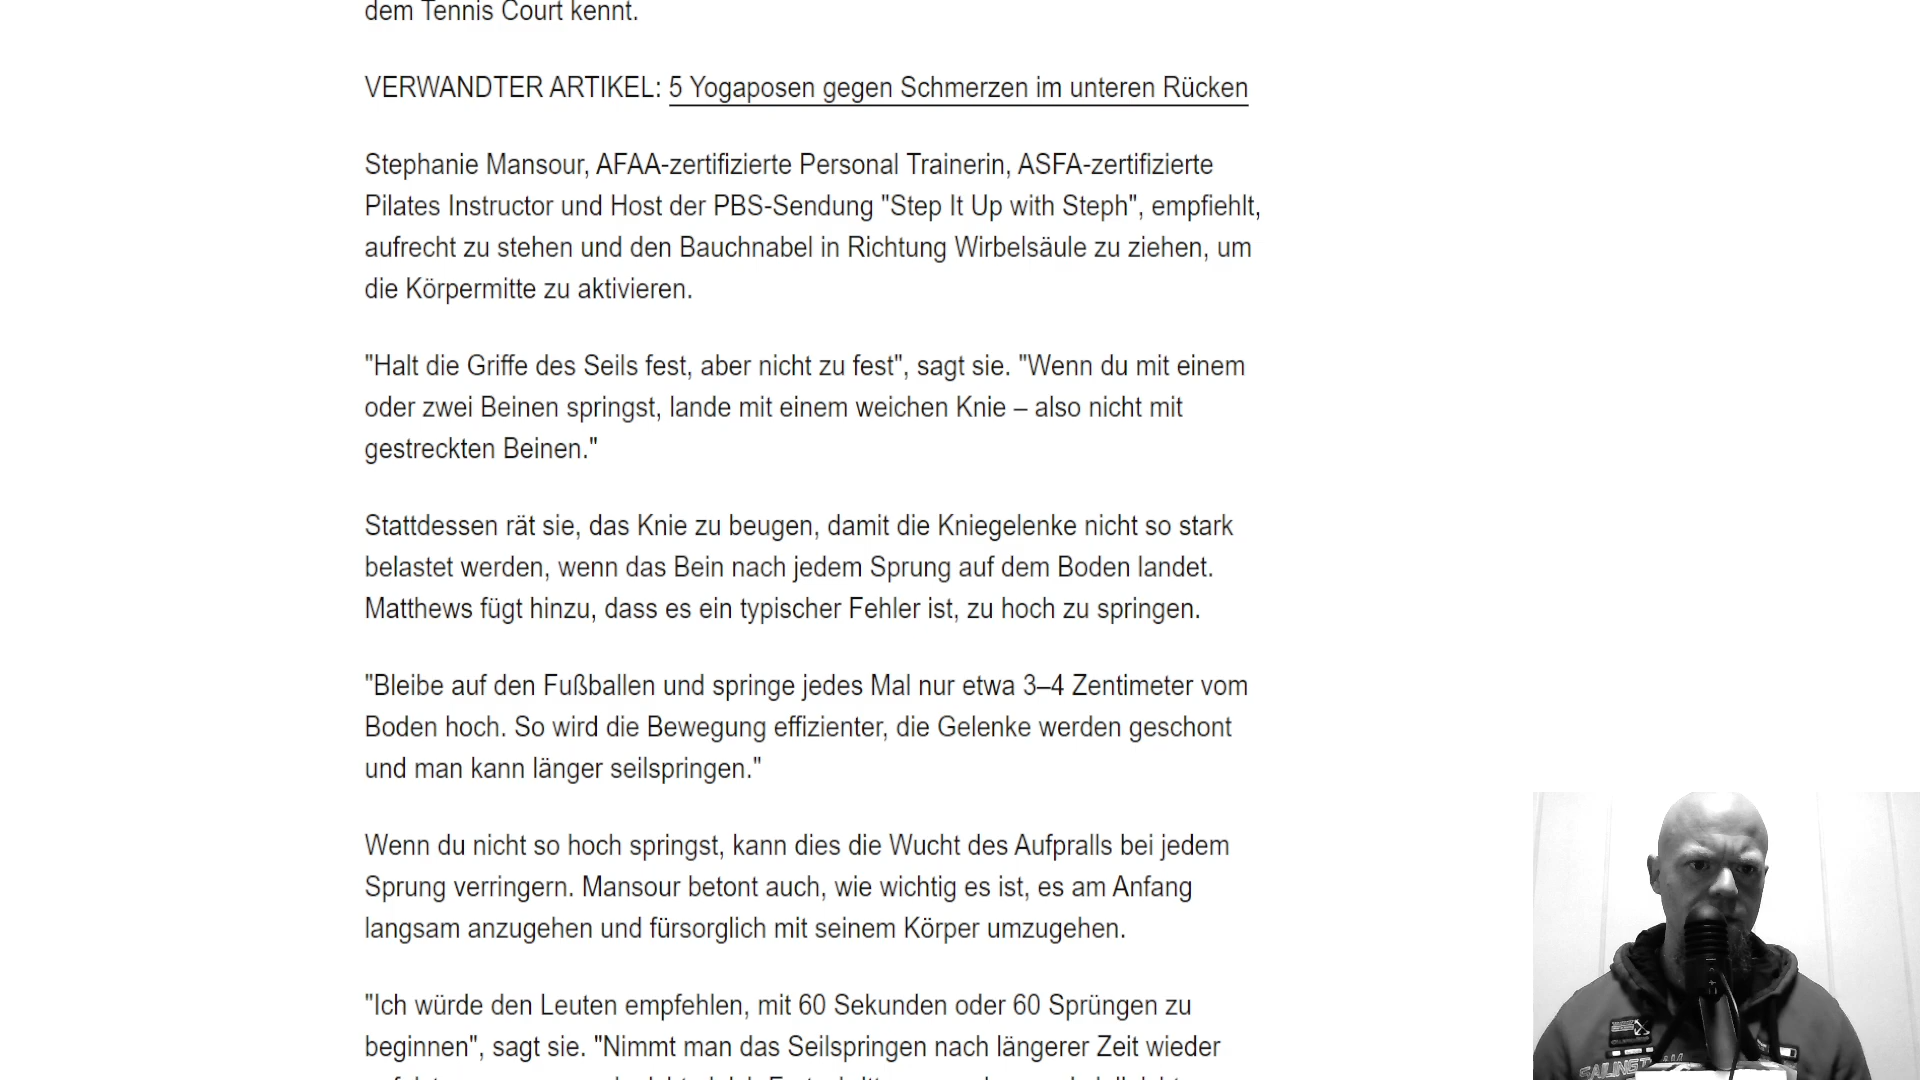 dem Tennis Court kennt.
VERWANDTER ARTIKEL: 5 Yogaposen gegen Schmerzen im unteren Rücken
Stephanie Mansour, AFAA-zertifizierte Personal Trainerin, ASFA-zertifizierte
Pilates Instructor und Host der PBS-Sendung "Step It Up with Steph", empfiehlt,
aufrecht zu stehen und den Bauchnabel in Richtung Wirbelsäule zu ziehen, um
die Körpermitte zu aktivieren.
"Halt die Griffe des Seils fest, aber nicht zu fest", sagt sie. "Wenn du mit einem
oder zwei Beinen springst, lande mit einem weichen Knie – also nicht mit
gestreckten Beinen."
Stattdessen rät sie, das Knie zu beugen, damit die Kniegelenke nicht so stark
belastet werden, wenn das Bein nach jedem Sprung auf dem Boden landet.
Matthews fügt hinzu, dass es ein typischer Fehler ist, zu hoch zu springen.
"Bleibe auf den Fußballen und springe jedes Mal nur etwa 3–4 Zentimeter vom
Boden hoch. So wird die Bewegung effizienter, die Gelenke werden geschont
und man kann länger seilspringen."
Wenn du nicht so hoch springst, kann dies die Wucht des Aufpralls bei jedem
Sprung verringern. Mansour betont auch, wie wichtig es ist, es am Anfang
langsam anzugehen und fürsorglich mit seinem Körper umzugehen.
"Ich würde den Leuten empfehlen, mit 60 Sekunden oder 60 Sprüngen zu
beginnen", sagt sie. "Nimmt man das Seilspringen nach längerer Zeit wieder